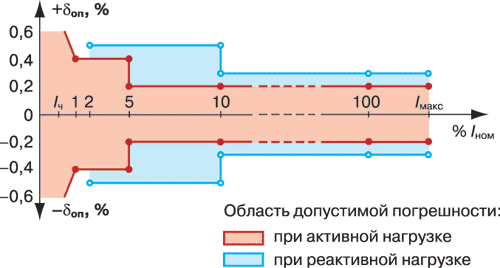 +δоп, %
0,6
0,4
0,2
0
−0,2
−0,4
−0,6
−δоп, %
Iч 1 2 5 10 100 Iмакс
% Iном
Область допустимой погрешности:
при активной нагрузке
при реактивной нагрузке